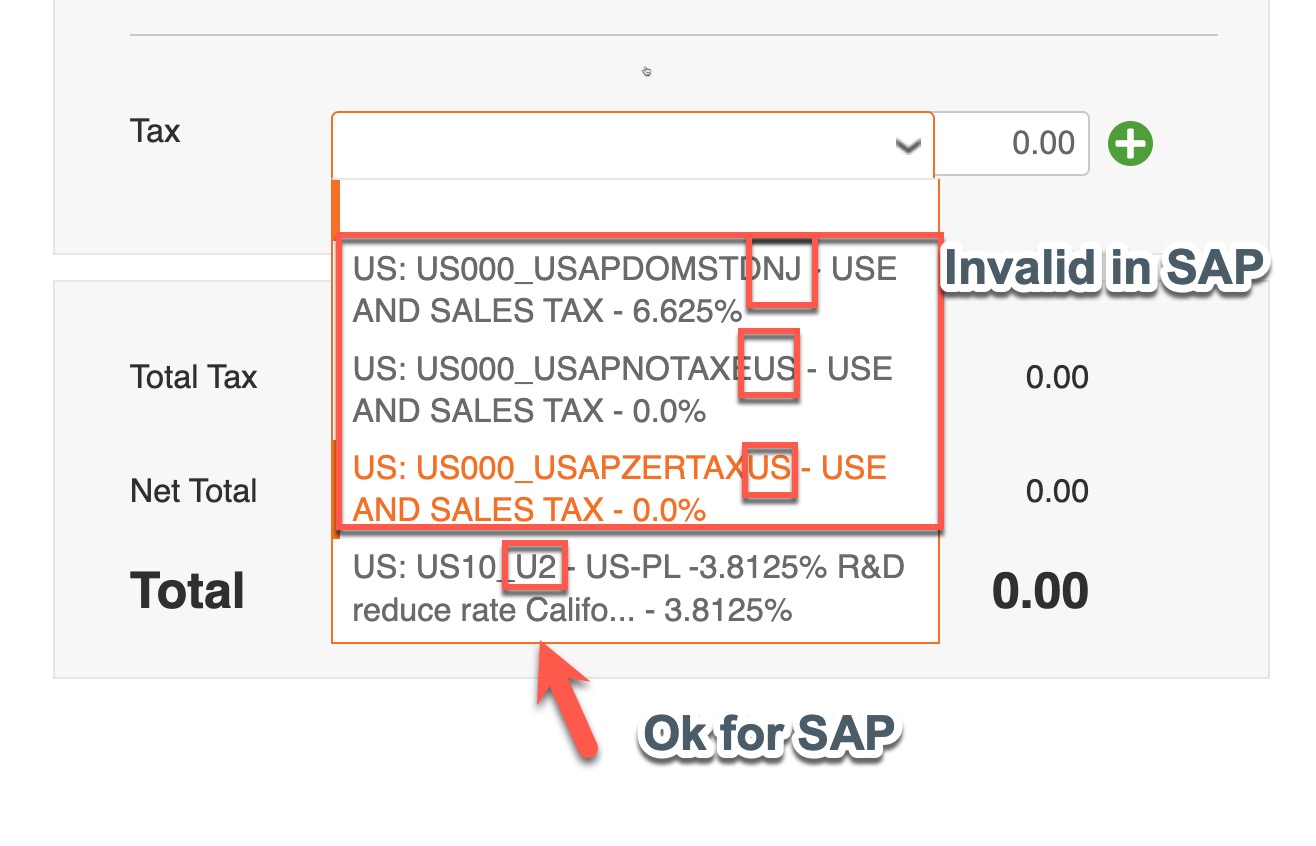 Tax
0.00
US: US000_USAPDOMSTDNJ - USE
AND SALES TAX - 6.625%
Invalid in SAP
US: US000_USAPNOTAXEUS - USE
AND SALES TAX - 0.0%
Total Tax
0.00
US: US000_USAPZERTAXUS - USE
AND SALES TAX - 0.0%
Net Total
0.00
US: US10_U2 - US-PL -3.8125% R&D
reduce rate Califo... - 3.8125%
Total
0.00
Ok for SAP